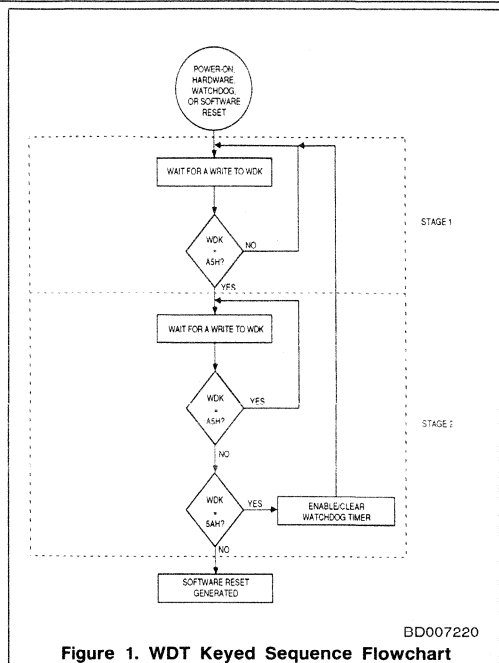 POWER-ON,
HARDWARE,
WATCHDOG,
OR SOFTWARE
RESET
WAIT FOR A WRITE TO WDK
STAGE 1
WDK
=
A5H?
NO
YES
WAIT FOR A WRITE TO WDK
WDK
=
A5H?
YES
STAGE 2
NO
WDK
=
5AH?
YES
ENABLE/CLEAR
WATCHDOG TIMER
NO
SOFTWARE RESET
GENERATED
BD007220
Figure 1. WDT Keyed Sequence Flowchart